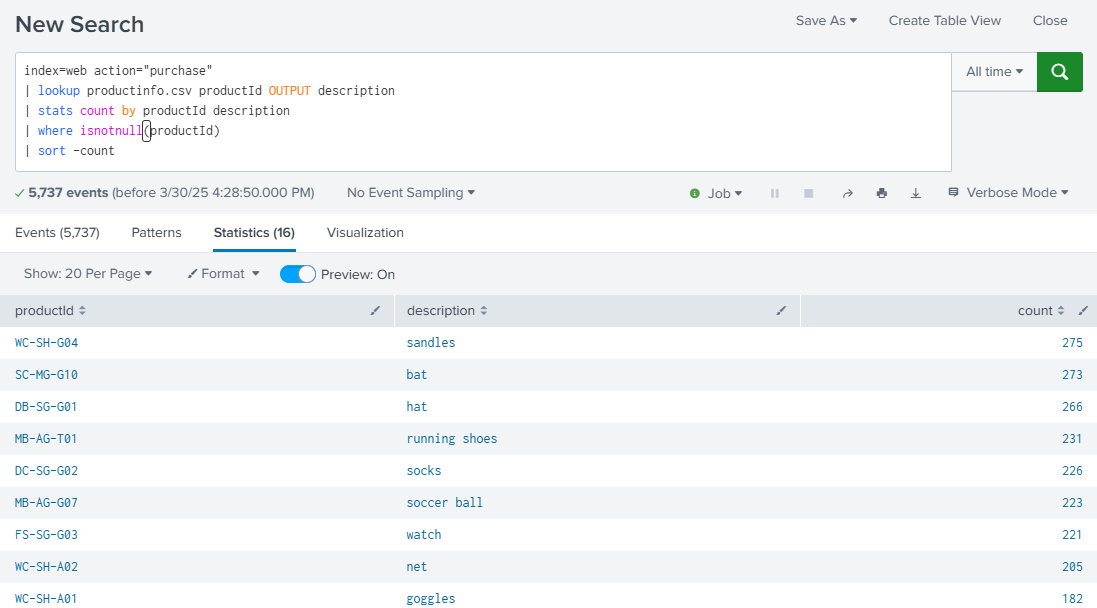 New Search
Save As Create Table View Close
index=web action="purchase"
| lookup productinfo.csv productId OUTPUT description
| stats count by productId description
| where isnotnull(productId)
| sort -count
All time
5,737 events (before 3/30/25 4:28:50.000 PM) No Event Sampling Job Verbose Mode
Events (5,737) Patterns Statistics (16) Visualization
Show: 20 Per Page Format Preview: On
productId description count
WC-SH-G04 sandles 275
SC-MG-G10 bat 273
DB-SG-G01 hat 266
MB-AG-T01 running shoes 231
DC-SG-G02 socks 226
MB-AG-G07 soccer ball 223
FS-SG-G03 watch 221
WC-SH-A02 net 205
WC-SH-A01 goggles 182